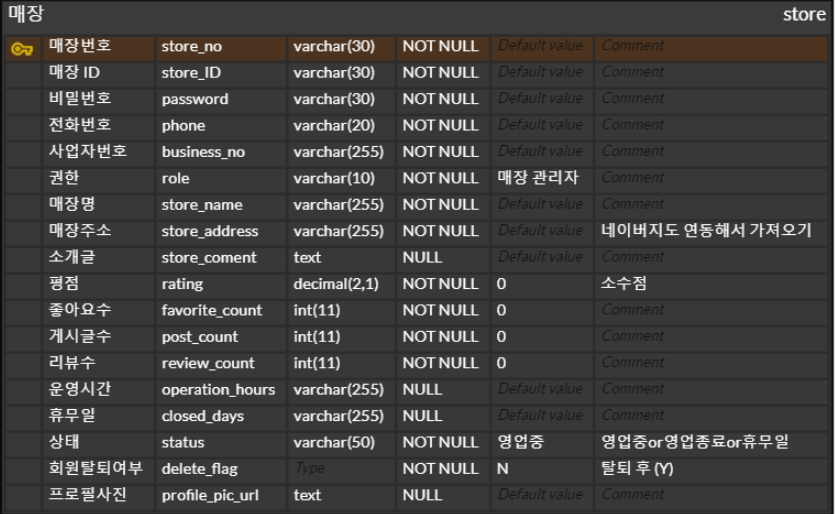 매장 store
매장번호 store_no varchar(30) NOT NULL Default value Comment
매장 ID store_ID varchar(30) NOT NULL Default value Comment
비밀번호 password varchar(30) NOT NULL Default value Comment
전화번호 phone varchar(20) NOT NULL Default value Comment
사업자번호 business_no varchar(255) NOT NULL Default value Comment
권한 role varchar(10) NOT NULL 매장 관리자 Comment
매장명 store_name varchar(255) NOT NULL Default value Comment
매장주소 store_address varchar(255) NOT NULL Default value 네이버지도 연동해서 가져오기
소개글 store_coment text NULL Default value Comment
평점 rating decimal(2,1) NOT NULL 0 소수점
좋아요수 favorite_count int(11) NOT NULL 0 Comment
게시글수 post_count int(11) NOT NULL 0 Comment
리뷰수 review_count int(11) NOT NULL 0 Comment
운영시간 operation_hours varchar(255) NULL Default value Comment
휴무일 closed_days varchar(255) NULL Default value Comment
상태 status varchar(50) NOT NULL 영업중 영업중or영업종료or휴무일
회원탈퇴여부 delete_flag Type NOT NULL N 탈퇴 후 (Y)
프로필사진 profile_pic_url text NULL Default value Comment